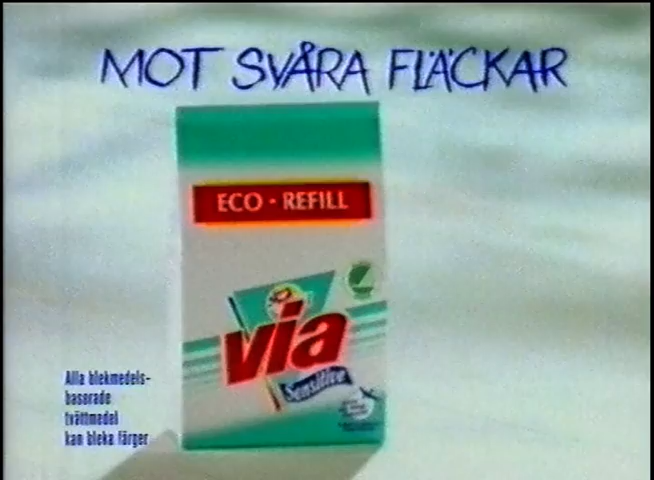 MOT SVÅRA FLÄCKAR
ECO · REFILL
via
Sensitive
Alla blekmedels-
baserade
tvättmedel
kan bleka färger